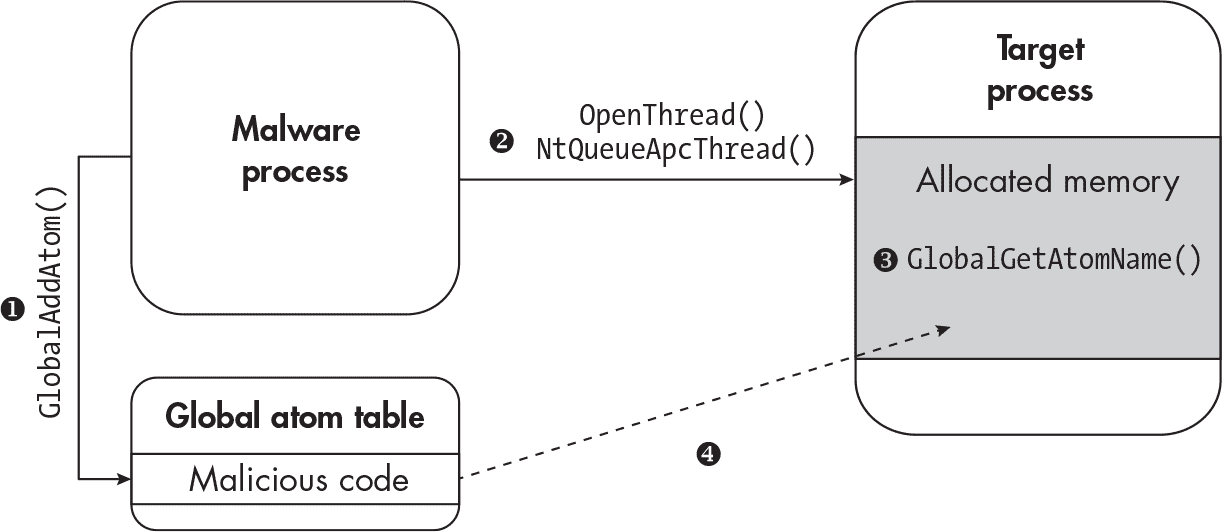 Malware
process
❶ GlobalAddAtom()
Global atom table
Malicious code
❷ OpenThread()
NtQueueApcThread()
Target
process
Allocated memory
❸ GlobalGetAtomName()
❹